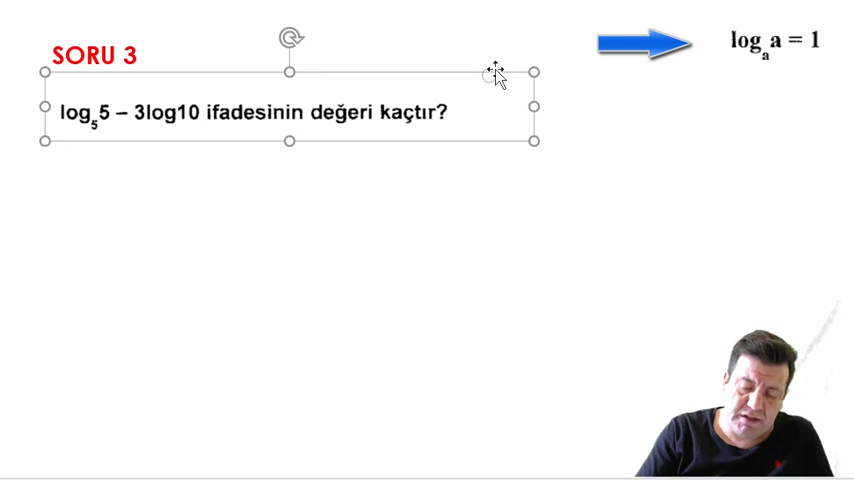 SORU 3
logₐa = 1
log₅5 – 3log10 ifadesinin değeri kaçtır?